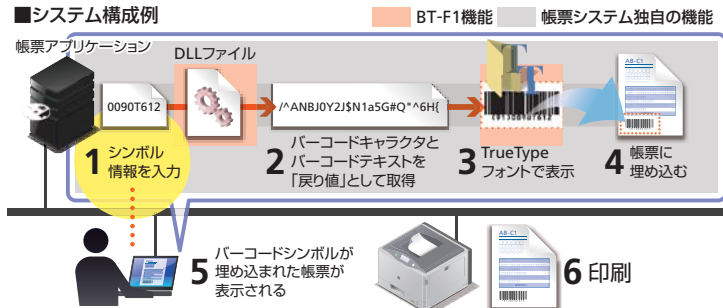 ■システム構成例
BT-F1機能
帳票システム独自の機能
帳票アプリケーション
DLLファイル
0090T612
/^ANBJ0Y2J$N1a5G#Q"^6H{
AB-C1
1 シンボル
情報を入力
2 バーコードキャラクタと
バーコードテキストを
「戻り値」として取得
3 TrueType
フォントで表示
4 帳票に
埋め込む
5 バーコードシンボルが
埋め込まれた帳票が
表示される
AB-C1
6 印刷